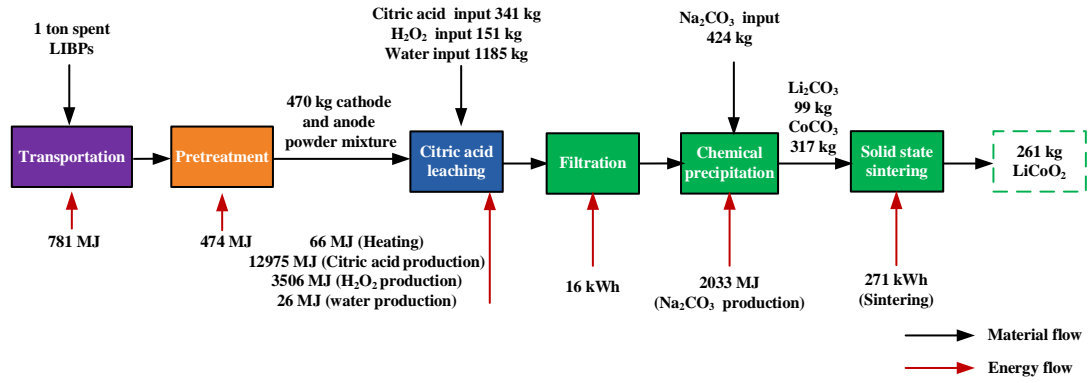 1 ton spent
LIBPs
Citric acid input 341 kg
H₂O₂ input 151 kg
Water input 1185 kg
Na₂CO₃ input
424 kg
Transportation
Pretreatment
470 kg cathode
and anode
powder mixture
Citric acid
leaching
Filtration
Chemical
precipitation
Li₂CO₃
99 kg
CoCO₃
317 kg
Solid state
sintering
261 kg
LiCoO₂
781 MJ
474 MJ
66 MJ (Heating)
12975 MJ (Citric acid production)
3506 MJ (H₂O₂ production)
26 MJ (water production)
16 kWh
2033 MJ
(Na₂CO₃ production)
271 kWh
(Sintering)
Material flow
Energy flow